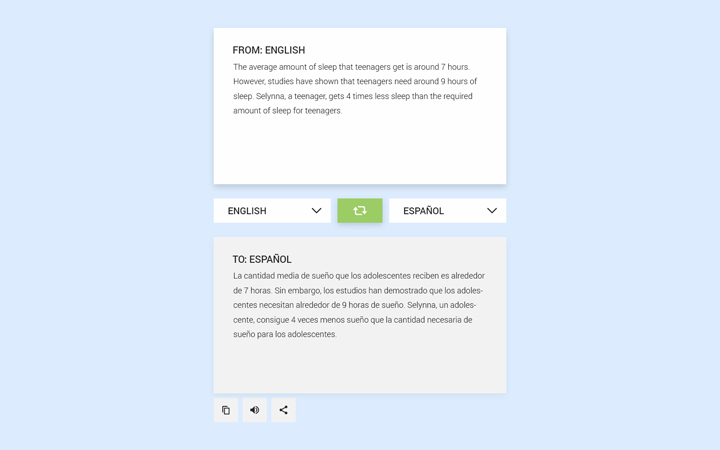 FROM: ENGLISH
The average amount of sleep that teenagers get is around 7 hours.
However, studies have shown that teenagers need around 9 hours of
sleep. Selynna, a teenager, gets 4 times less sleep than the required
amount of sleep for teenagers.
ENGLISH
ESPAÑOL
TO: ESPAÑOL
La cantidad media de sueño que los adolescentes reciben es alrededor
de 7 horas. Sin embargo, los estudios han demostrado que los adoles-
centes necesitan alrededor de 9 horas de sueño. Selynna, un adoles-
cente, consigue 4 veces menos sueño que la cantidad necesaria de
sueño para los adolescentes.